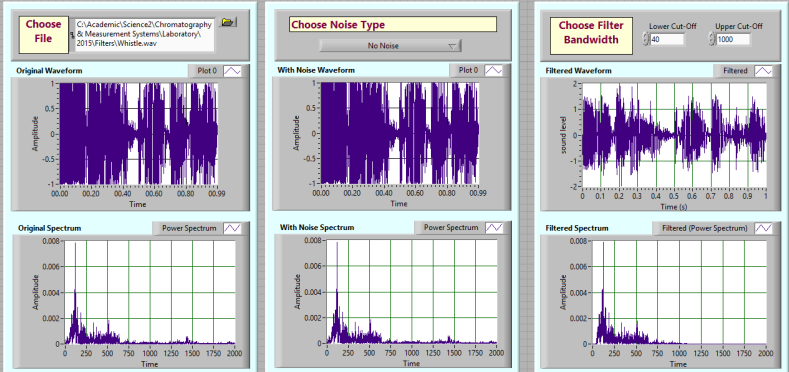 Choose File
C:\Academic\Science2\Chromatography
& Measurement Systems\Laboratory\
2015\Filters\Whistle.wav
Choose Noise Type
No Noise
Choose Filter
Bandwidth
Lower Cut-Off
Upper Cut-Off
40
1000
Original Waveform
Plot 0
Amplitude
1
0.5
0
-0.5
-1
00.00
00.20
00.40
00.60
00.80
00.99
Time
With Noise Waveform
Plot 0
Amplitude
1
0.5
0
-0.5
-1
00.00
00.20
00.40
00.60
00.80
00.99
Time
Filtered Waveform
Filtered
sound level
2
1
0
-1
-2
0
0.1
0.2
0.3
0.4
0.5
0.6
0.7
0.8
0.9
1
Time (s)
Original Spectrum
Power Spectrum
Amplitude
0.008
0.006
0.004
0.002
0
0
250
500
750
1000
1250
1500
1750
2000
Time
With Noise Spectrum
Power Spectrum
Amplitude
0.008
0.006
0.004
0.002
0
0
250
500
750
1000
1250
1500
1750
2000
Time
Filtered Spectrum
Filtered (Power Spectrum)
Amplitude
0.008
0.006
0.004
0.002
0
0
250
500
750
1000
1250
1500
1750
2000
Time